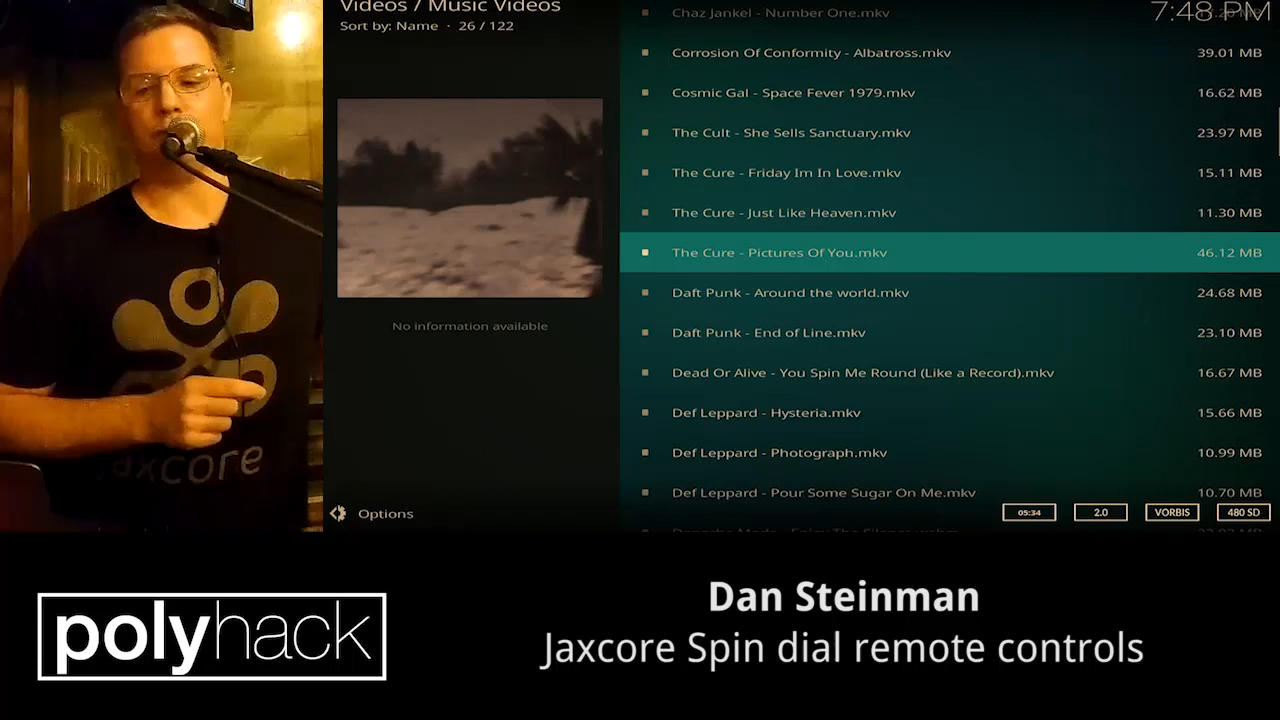 Videos / Music Videos
Sort by: Name · 26 / 122
7:48 PM
Chaz Jankel - Number One.mkv
Corrosion Of Conformity - Albatross.mkv 39.01 MB
Cosmic Gal - Space Fever 1979.mkv 16.62 MB
The Cult - She Sells Sanctuary.mkv 23.97 MB
The Cure - Friday Im In Love.mkv 15.11 MB
The Cure - Just Like Heaven.mkv 11.30 MB
The Cure - Pictures Of You.mkv 46.12 MB
Daft Punk - Around the world.mkv 24.68 MB
Daft Punk - End of Line.mkv 23.10 MB
Dead Or Alive - You Spin Me Round (Like a Record).mkv 16.67 MB
Def Leppard - Hysteria.mkv 15.66 MB
Def Leppard - Photograph.mkv 10.99 MB
Def Leppard - Pour Some Sugar On Me.mkv 10.70 MB
No information available
Options
05:34 2.0 VORBIS 480 SD
jaxcore
polyhack
Dan Steinman
Jaxcore Spin dial remote controls